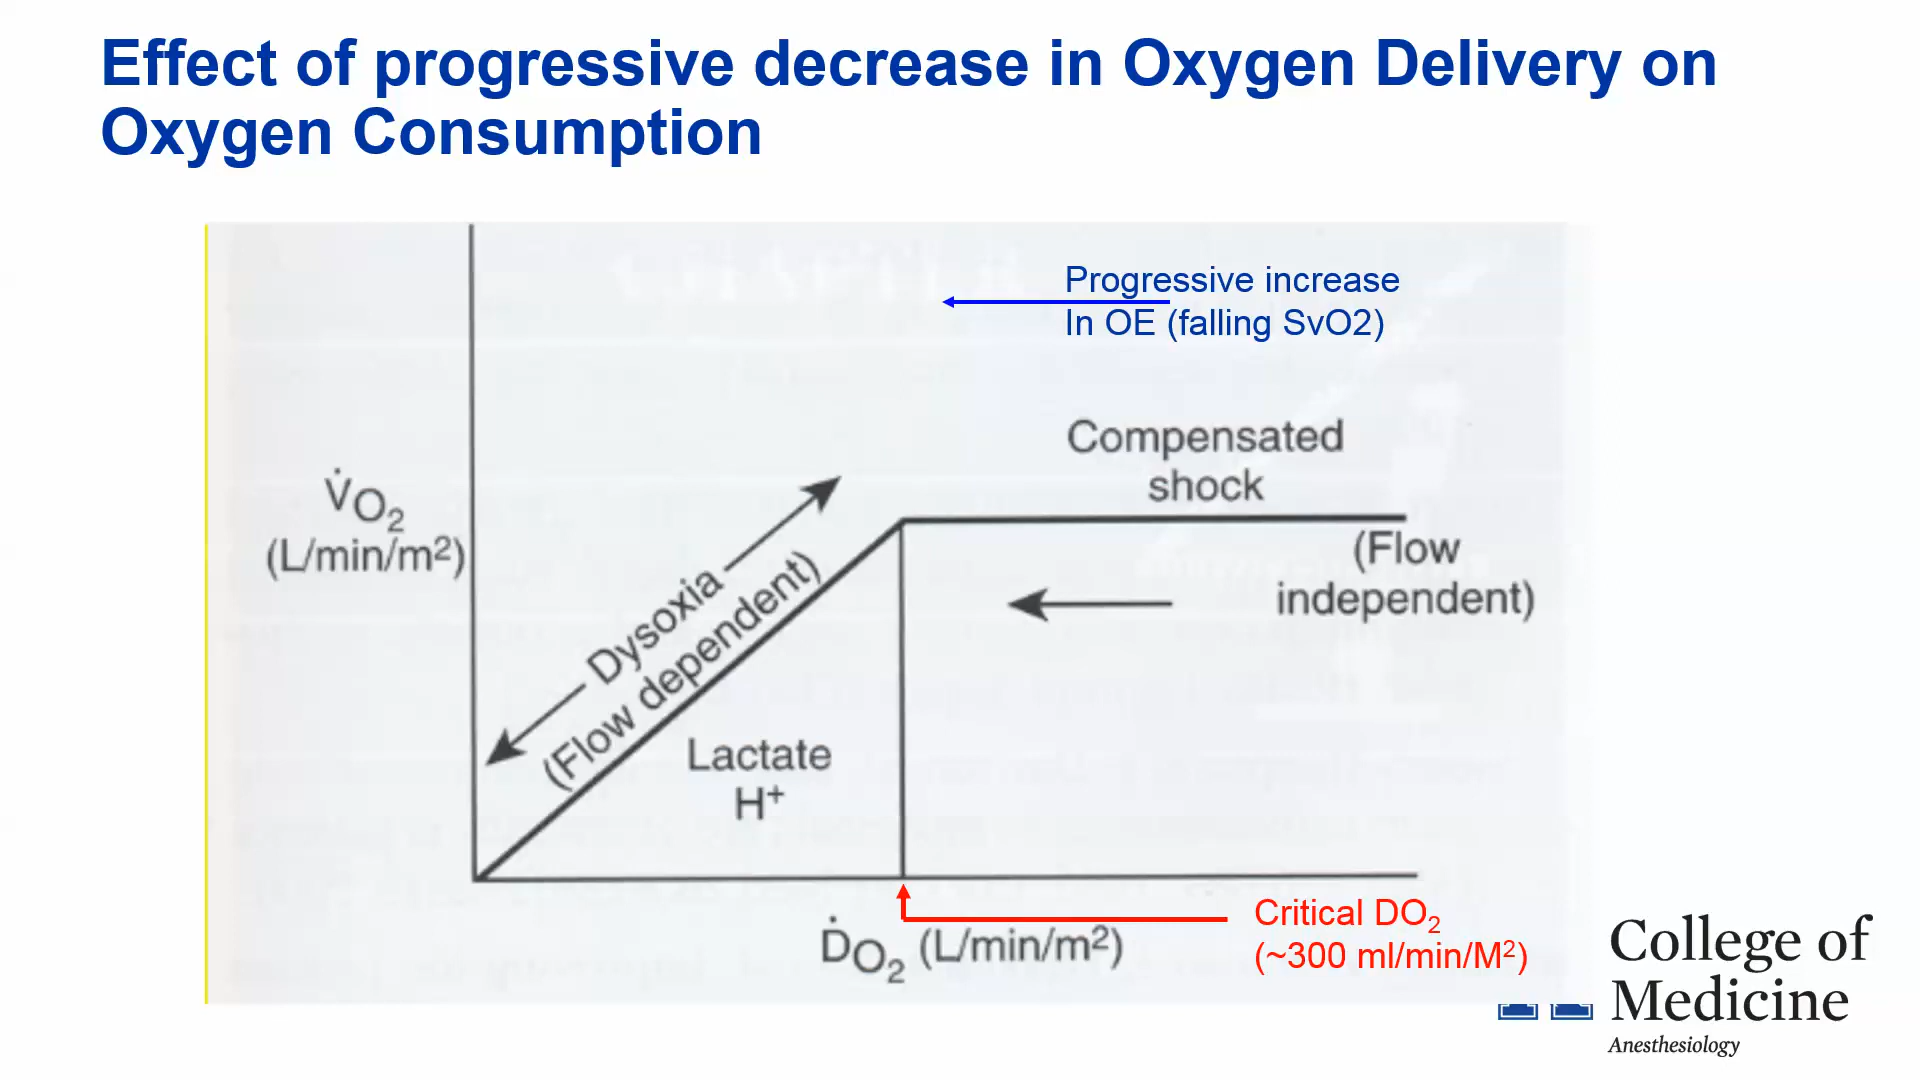 Effect of progressive decrease in Oxygen Delivery on
Oxygen Consumption
Progressive increase
In OE (falling SvO2)
Compensated
shock
V̇O₂
(L/min/m²)
(Flow
independent)
Dysoxia
(Flow dependent)
Lactate
H⁺
ḊO₂ (L/min/m²)
Critical DO₂
(~300 ml/min/M²)
College of
Medicine
Anesthesiology